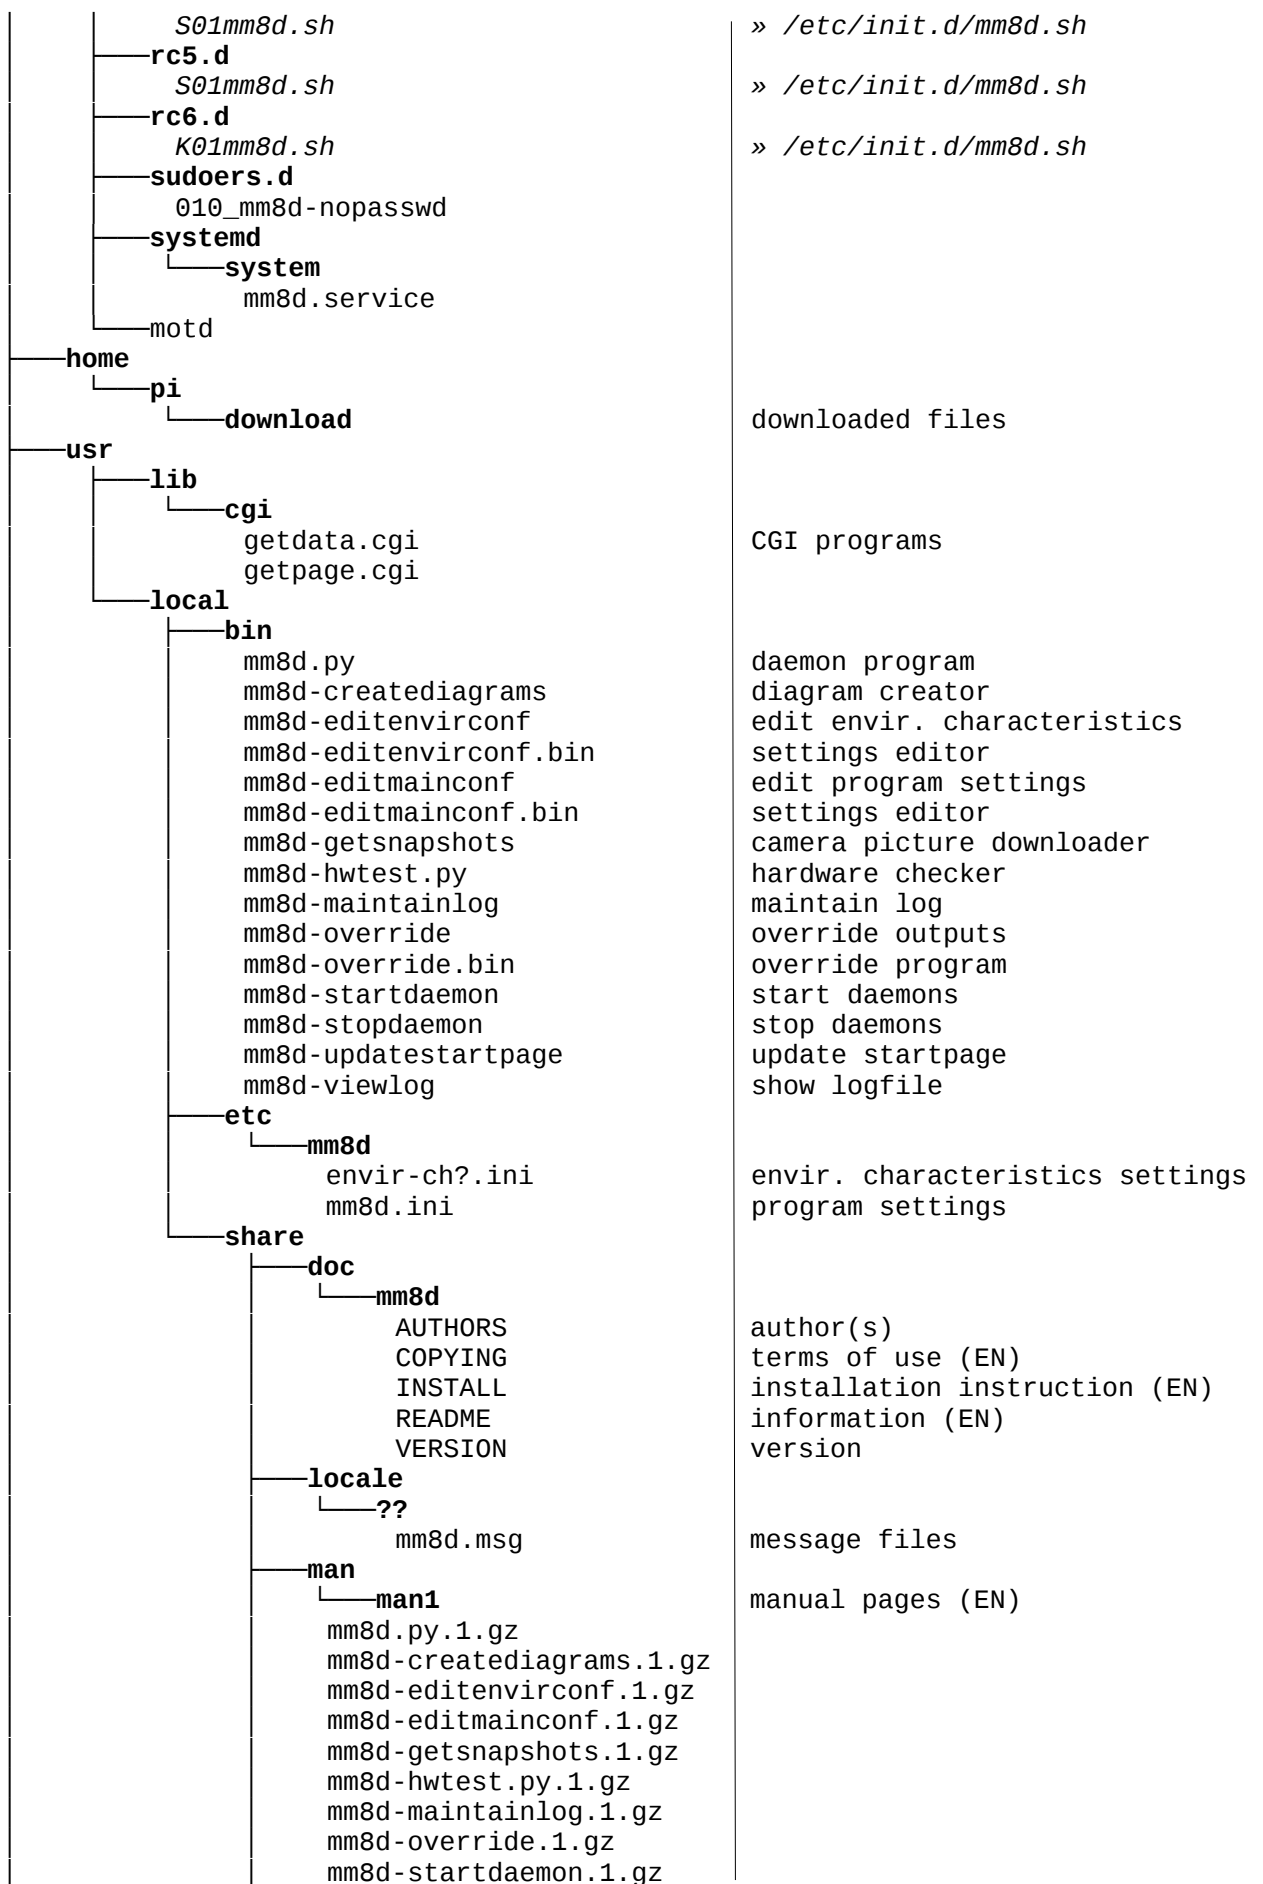 S01mm8d.sh » /etc/init.d/mm8d.sh
rc5.d
S01mm8d.sh » /etc/init.d/mm8d.sh
rc6.d
K01mm8d.sh » /etc/init.d/mm8d.sh
sudoers.d
010_mm8d-nopasswd
systemd
system
mm8d.service
motd
home
pi
download downloaded files
usr
lib
cgi
getdata.cgi CGI programs
getpage.cgi
local
bin
mm8d.py daemon program
mm8d-creatediagrams diagram creator
mm8d-editenvirconf edit envir. characteristics
mm8d-editenvirconf.bin settings editor
mm8d-editmainconf edit program settings
mm8d-editmainconf.bin settings editor
mm8d-getsnapshots camera picture downloader
mm8d-hwtest.py hardware checker
mm8d-maintainlog maintain log
mm8d-override override outputs
mm8d-override.bin override program
mm8d-startdaemon start daemons
mm8d-stopdaemon stop daemons
mm8d-updatestartpage update startpage
mm8d-viewlog show logfile
etc
mm8d
envir-ch?.ini envir. characteristics settings
mm8d.ini program settings
share
doc
mm8d
AUTHORS author(s)
COPYING terms of use (EN)
INSTALL installation instruction (EN)
README information (EN)
VERSION version
locale
??
mm8d.msg message files
man
man1 manual pages (EN)
mm8d.py.1.gz
mm8d-creatediagrams.1.gz
mm8d-editenvirconf.1.gz
mm8d-editmainconf.1.gz
mm8d-getsnapshots.1.gz
mm8d-hwtest.py.1.gz
mm8d-maintainlog.1.gz
mm8d-override.1.gz
mm8d-startdaemon.1.gz